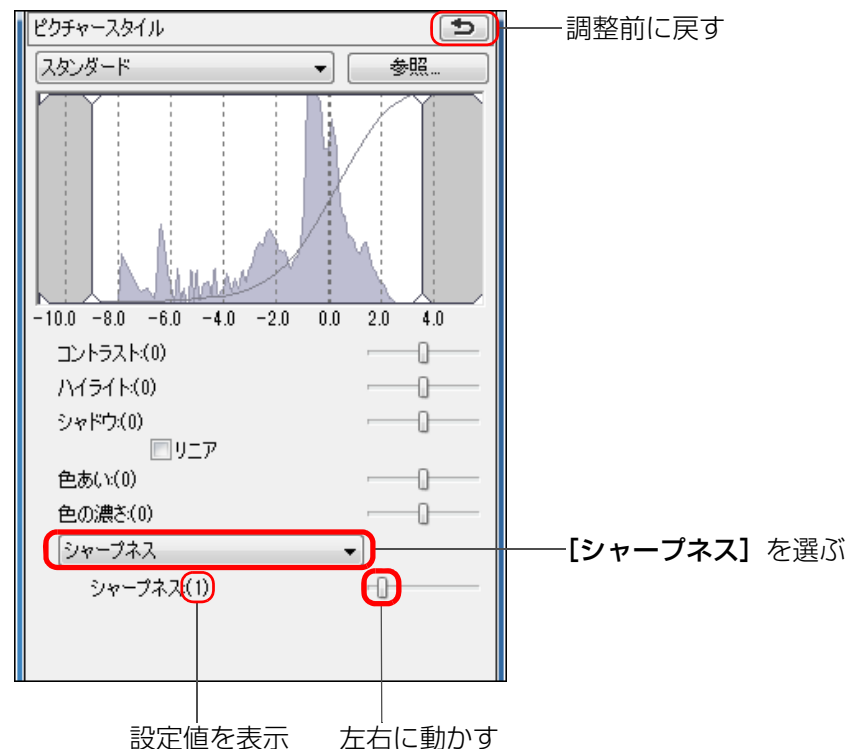 ピクチャースタイル
調整前に戻す
スタンダード 参照...
-10.0 -8.0 -6.0 -4.0 -2.0 0.0 2.0 4.0
コントラスト:(0)
ハイライト:(0)
シャドウ:(0)
リニア
色あい:(0)
色の濃さ:(0)
シャープネス
[シャープネス] を選ぶ
シャープネス:(1)
設定値を表示 左右に動かす